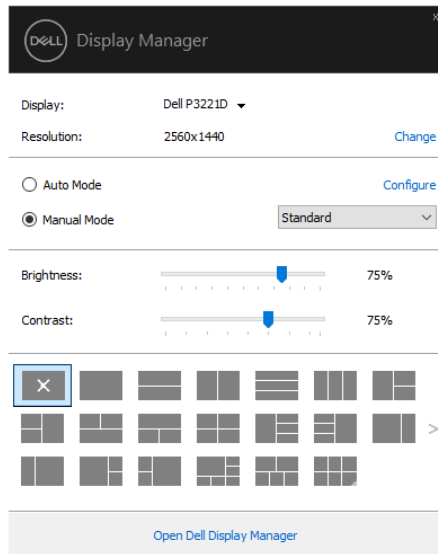 DELL Display Manager
Display: Dell P3221D
Resolution: 2560x1440 Change
Auto Mode Configure
Manual Mode Standard
Brightness: 75%
Contrast: 75%
Open Dell Display Manager